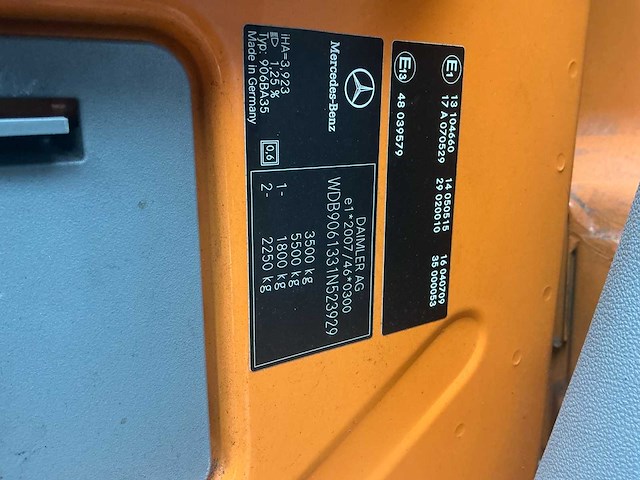 E1
13 104660 14 050515 16 040709
17 A 070529 29 020010 35 000053
E13
48 039579
Mercedes-Benz
iHA=3,923
1,25 %
Typ: 906BA35
Made in Germany
0,6
DAIMLER AG
e1*2007/46*0300
WDB9061331N523929
3500 kg
5500 kg
1- 1800 kg
2- 2250 kg